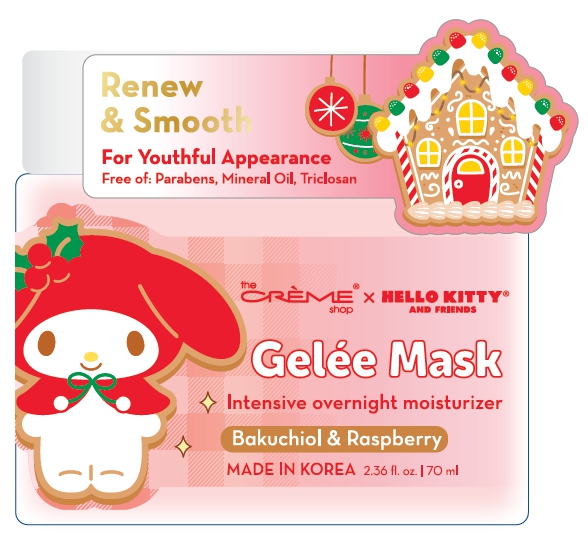 Renew
& Smooth
For Youthful Appearance
Free of: Parabens, Mineral Oil, Triclosan
the CRÈME® shop x HELLO KITTY® AND FRIENDS
Gelée Mask
Intensive overnight moisturizer
Bakuchiol & Raspberry
MADE IN KOREA 2.36 fl. oz. | 70 ml